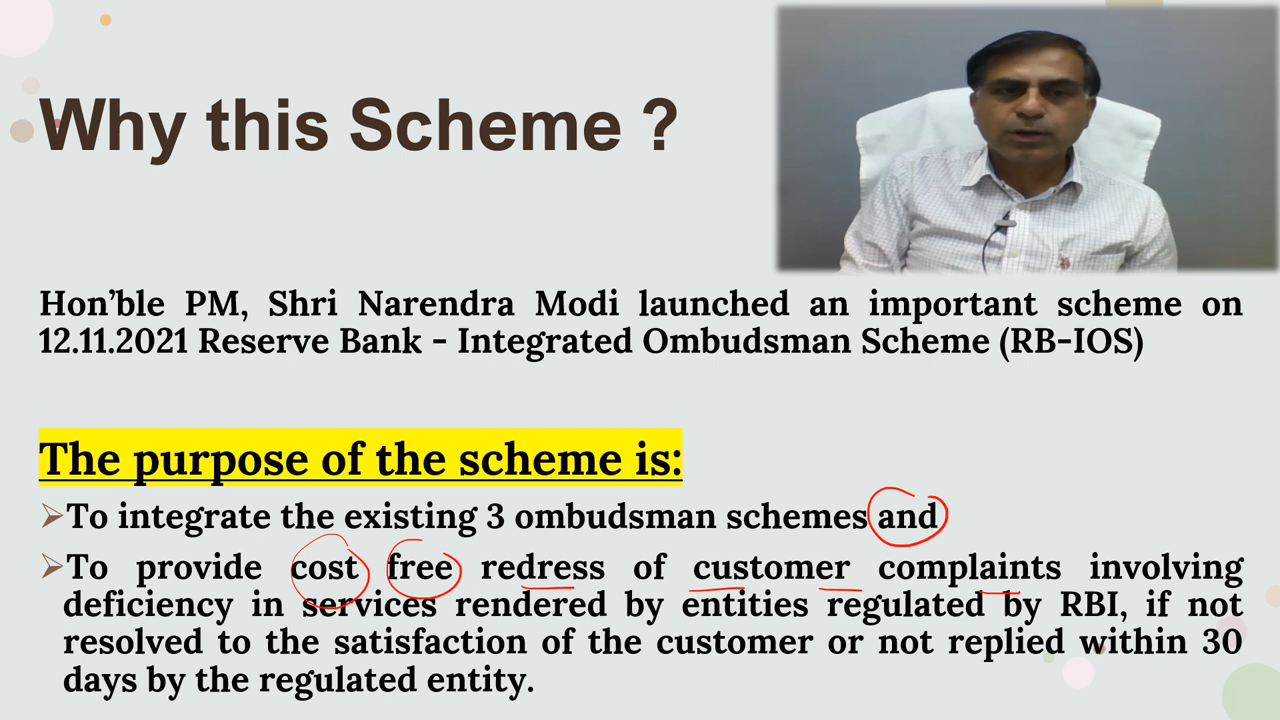 Why this Scheme ?
Hon’ble PM, Shri Narendra Modi launched an important scheme on
12.11.2021 Reserve Bank - Integrated Ombudsman Scheme (RB-IOS)
The purpose of the scheme is:
To integrate the existing 3 ombudsman schemes and
To provide cost free redress of customer complaints involving
deficiency in services rendered by entities regulated by RBI, if not
resolved to the satisfaction of the customer or not replied within 30
days by the regulated entity.